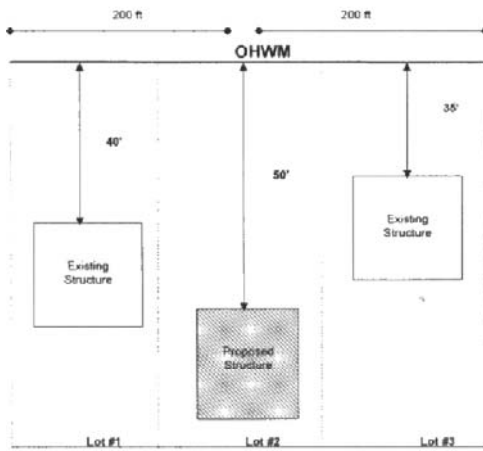 200 ft
200 ft
OHWM
40'
50'
35'
Existing
Structure
Existing
Structure
Proposed
Structure
Lot #1
Lot #2
Lot #3